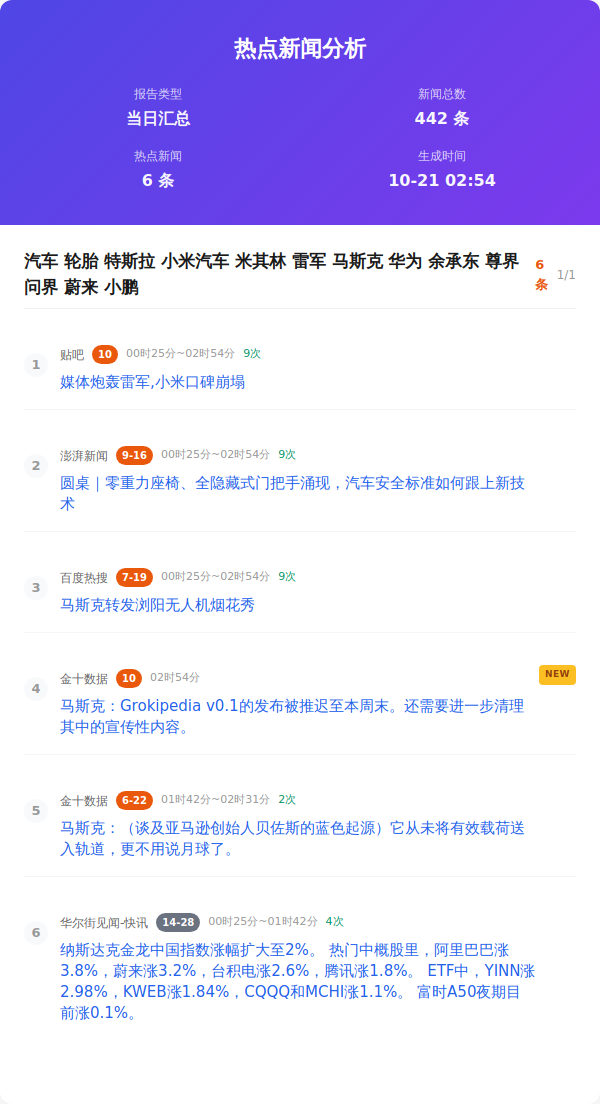 热点新闻分析
报告类型
新闻总数
当日汇总
442 条
热点新闻
生成时间
6 条
10-21 02:54
汽车 轮胎 特斯拉 小米汽车 米其林 雷军 马斯克 华为 余承东 尊界
问界 蔚来 小鹏
6
条
1/1
1
贴吧 10 00时25分~02时54分 9次
媒体炮轰雷军,小米口碑崩塌
2
澎湃新闻 9-16 00时25分~02时54分 9次
圆桌｜零重力座椅、全隐藏式门把手涌现，汽车安全标准如何跟上新技
术
3
百度热搜 7-19 00时25分~02时54分 9次
马斯克转发浏阳无人机烟花秀
NEW
4
金十数据 10 02时54分
马斯克：Grokipedia v0.1的发布被推迟至本周末。还需要进一步清理
其中的宣传性内容。
5
金十数据 6-22 01时42分~02时31分 2次
马斯克：（谈及亚马逊创始人贝佐斯的蓝色起源）它从未将有效载荷送
入轨道，更不用说月球了。
6
华尔街见闻-快讯 14-28 00时25分~01时42分 4次
纳斯达克金龙中国指数涨幅扩大至2%。 热门中概股里，阿里巴巴涨
3.8%，蔚来涨3.2%，台积电涨2.6%，腾讯涨1.8%。 ETF中，YINN涨
2.98%，KWEB涨1.84%，CQQQ和MCHI涨1.1%。 富时A50夜期目
前涨0.1%。